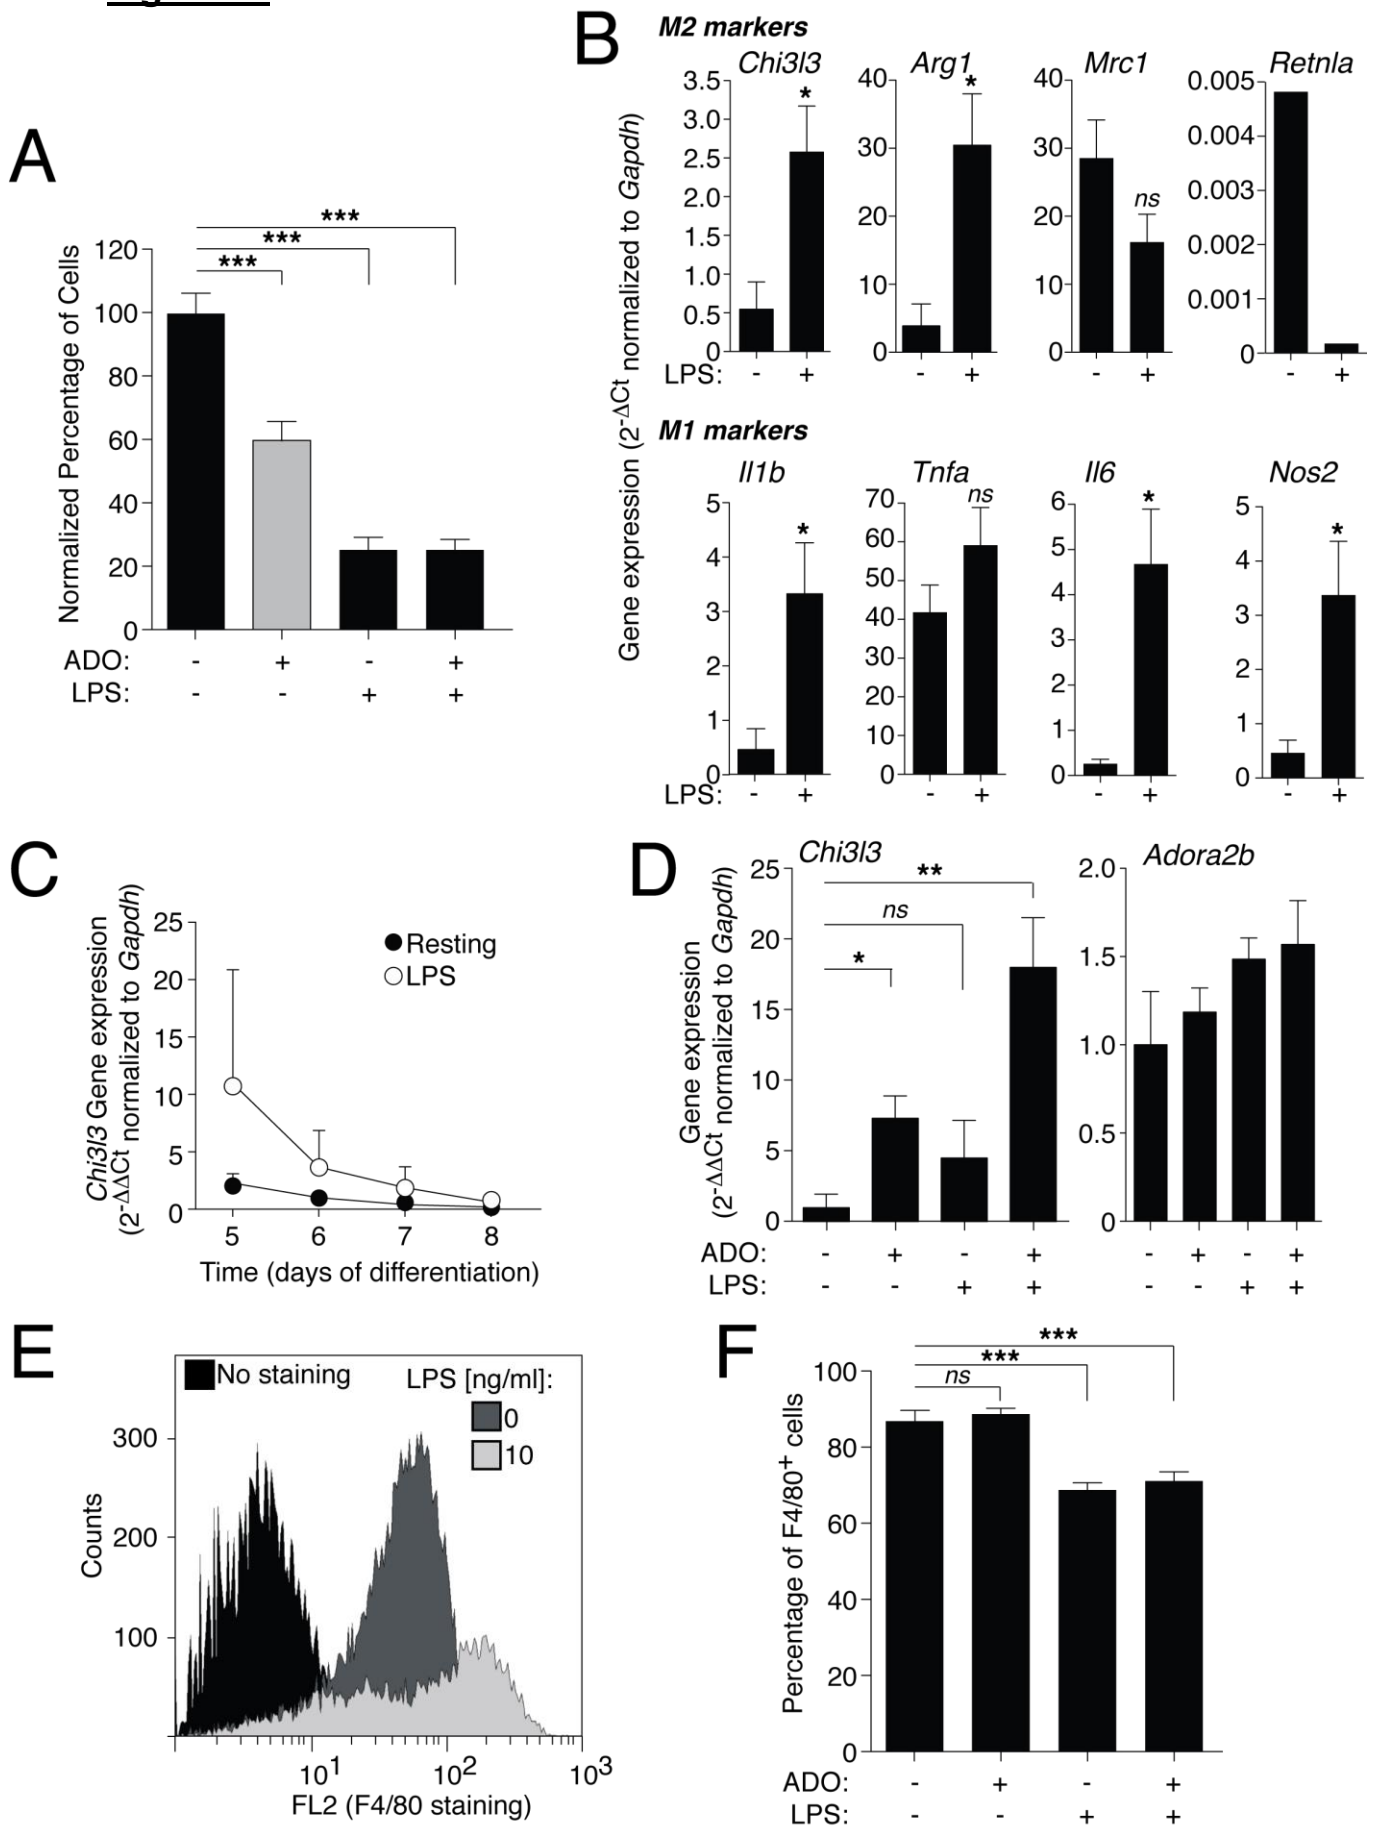 A
Normalized Percentage of Cells
120
100
80
60
40
20
0
***
***
***
ADO: - + - +
LPS: - - + +
B
M2 markers
Gene expression (2-ΔCt normalized to Gapdh)
Chi3l3 Arg1 Mrc1 Retnla
3.5
3.0
2.5
2.0
1.5
1.0
0.5
0
*
40
30
20
10
0
*
40
30
20
10
0
ns
0.005
0.004
0.003
0.002
0.001
0
LPS: - + - + - + - +
M1 markers
Il1b Tnfa Il6 Nos2
5
4
3
2
1
0
*
70
60
50
40
30
20
10
0
ns
6
5
4
3
2
1
0
*
5
4
3
2
1
0
*
LPS: - + - + - + - +
C
Chi3l3 Gene expression
(2-ΔΔCt normalized to Gapdh)
25
20
15
10
5
0
Resting
LPS
5 6 7 8
Time (days of differentiation)
D
Gene expression
(2-ΔΔCt normalized to Gapdh)
Chi3l3
25
20
15
10
5
0
**
ns
*
Adora2b
2.0
1.5
1.0
0.5
0
ADO: - + - + - + - +
LPS: - - + + - - + +
E
No staining
LPS [ng/ml]:
0
10
Counts
300
200
100
10¹ 10² 10³
FL2 (F4/80 staining)
F
Percentage of F4/80+ cells
100
80
60
40
20
0
***
***
ns
ADO: - + - +
LPS: - - + +